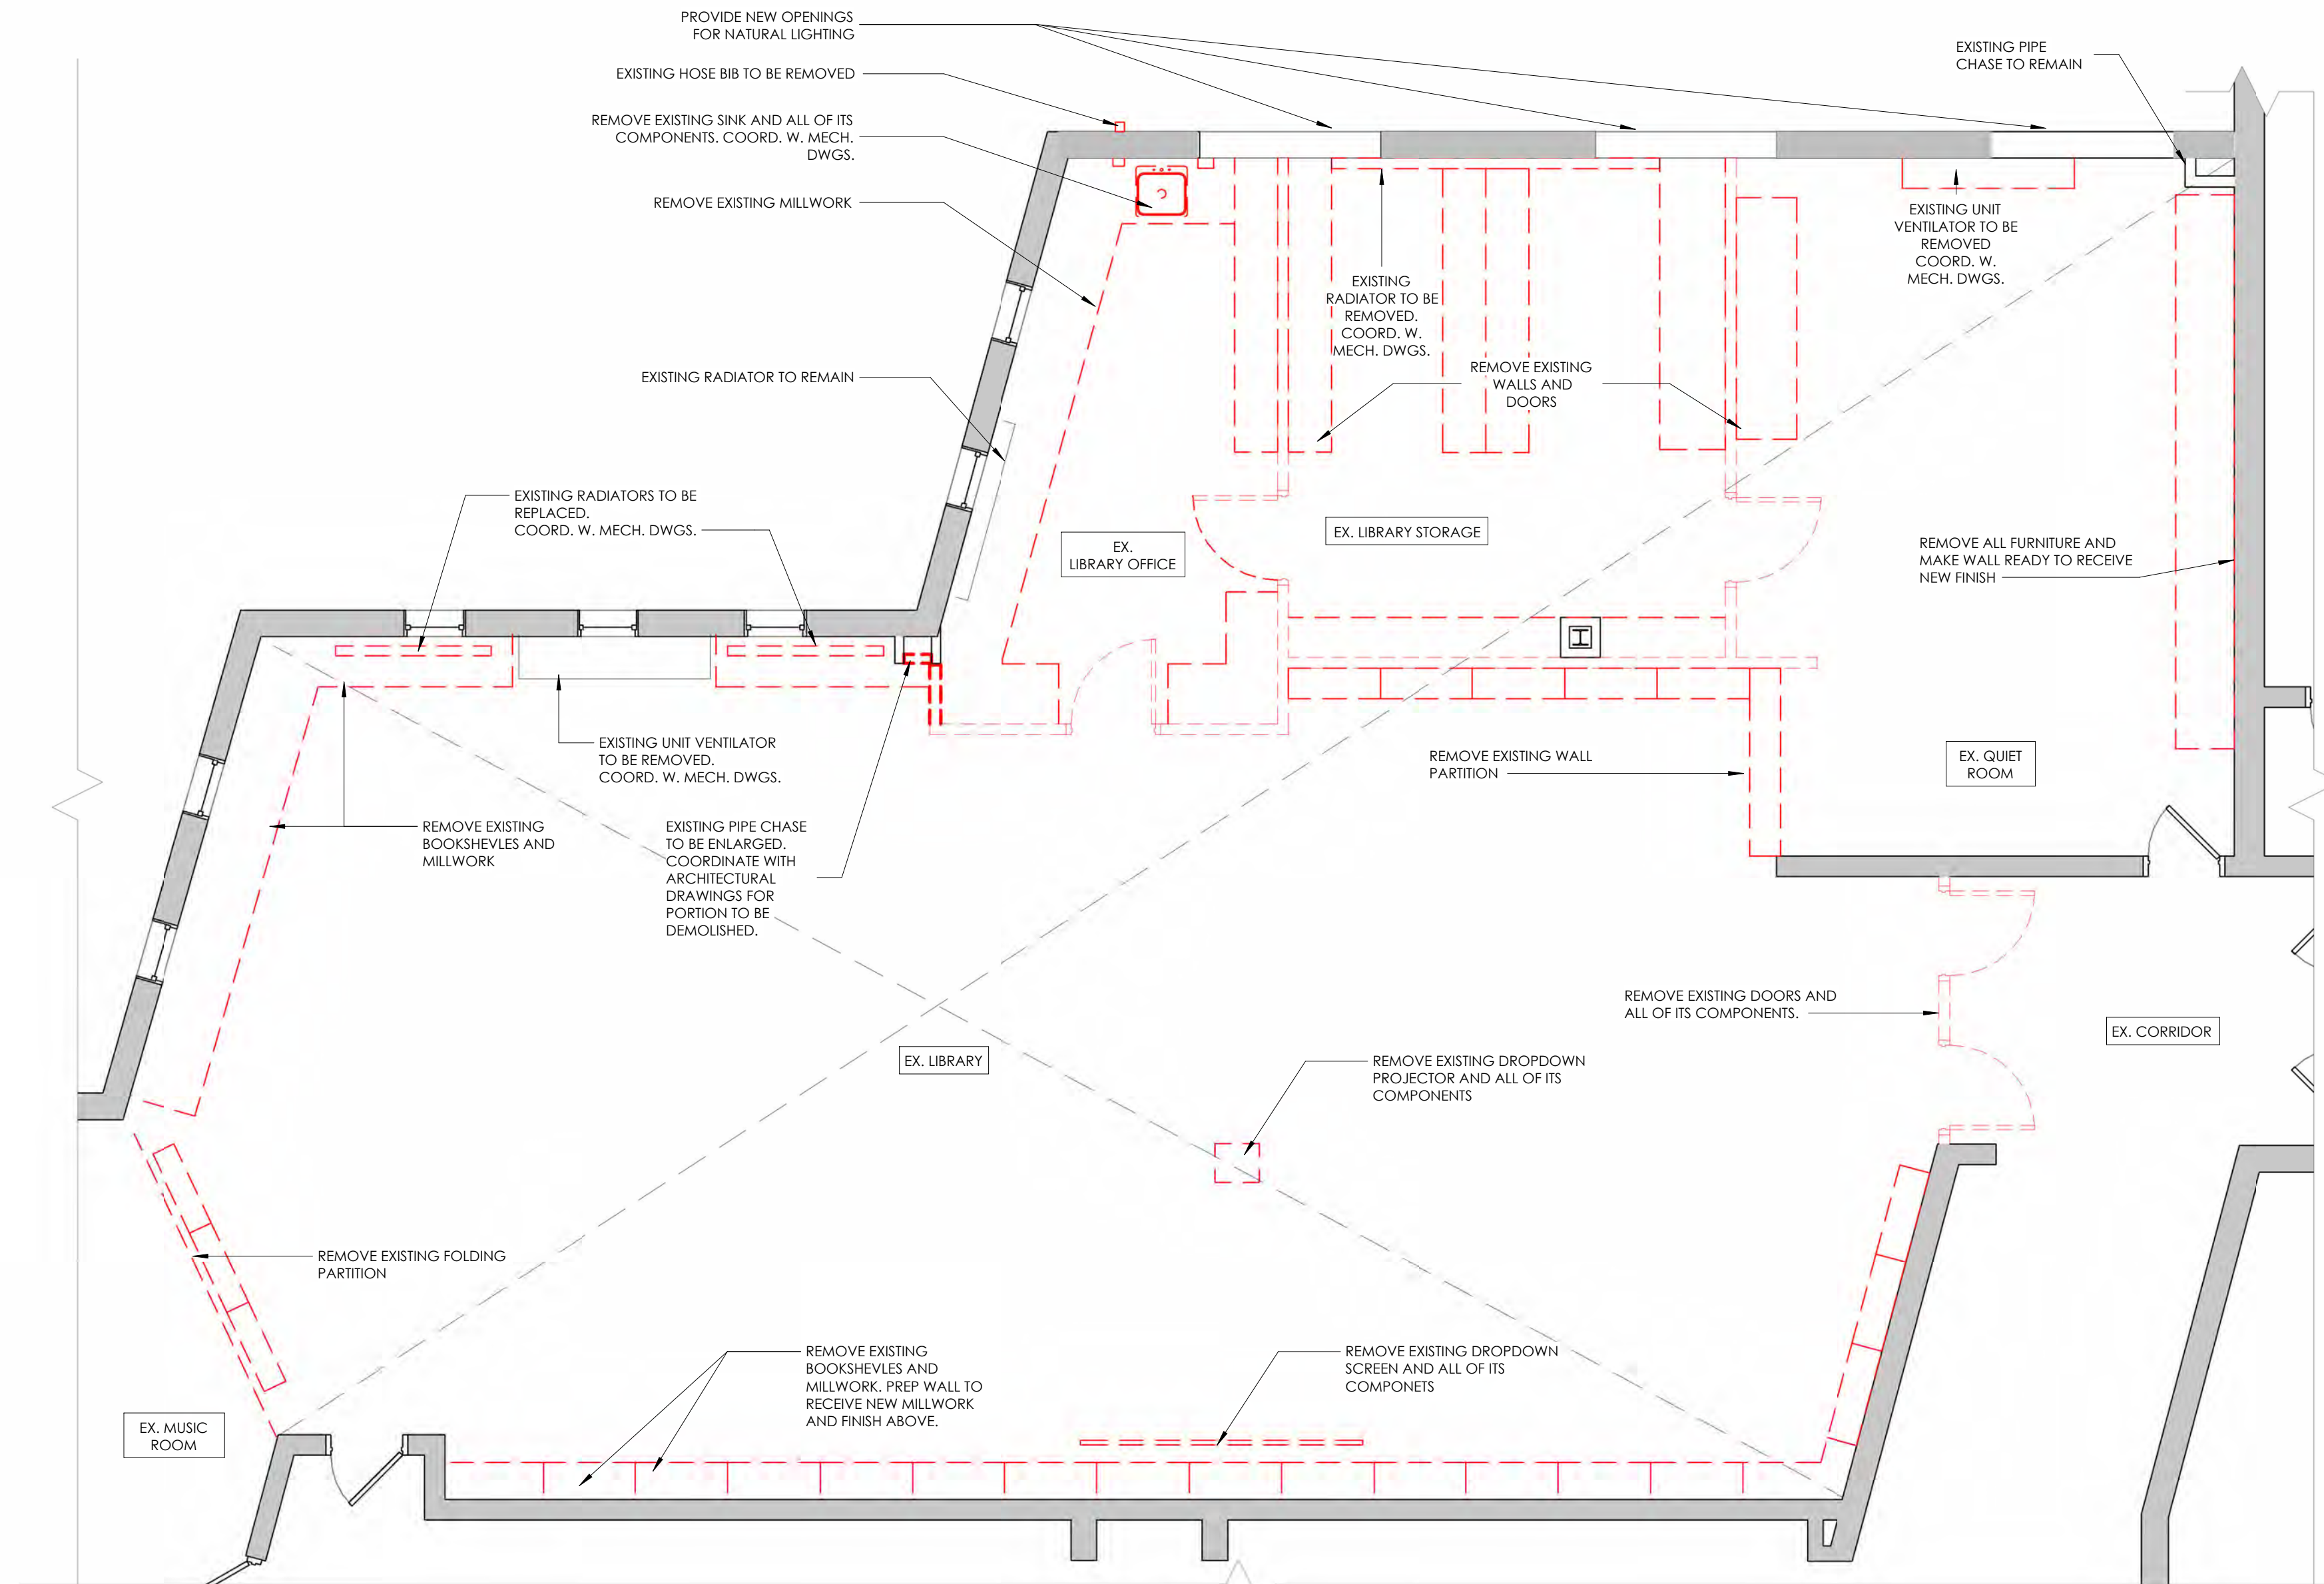 PROVIDE NEW OPENINGS
FOR NATURAL LIGHTING
EXISTING PIPE
CHASE TO REMAIN
EXISTING HOSE BIB TO BE REMOVED
REMOVE EXISTING SINK AND ALL OF ITS
COMPONENTS. COORD. W. MECH.
DWGS.
REMOVE EXISTING MILLWORK
EXISTING UNIT
VENTILATOR TO BE
REMOVED
COORD. W.
MECH. DWGS.
EXISTING
RADIATOR TO BE
REMOVED.
COORD. W.
MECH. DWGS.
EXISTING RADIATOR TO REMAIN
REMOVE EXISTING
WALLS AND
DOORS
EXISTING RADIATORS TO BE
REPLACED.
COORD. W. MECH. DWGS.
EX.
LIBRARY OFFICE
EX. LIBRARY STORAGE
REMOVE ALL FURNITURE AND
MAKE WALL READY TO RECEIVE
NEW FINISH
EXISTING UNIT VENTILATOR
TO BE REMOVED.
COORD. W. MECH. DWGS.
REMOVE EXISTING WALL
PARTITION
EX. QUIET
ROOM
REMOVE EXISTING
BOOKSHEVLES AND
MILLWORK
EXISTING PIPE CHASE
TO BE ENLARGED.
COORDINATE WITH
ARCHITECTURAL
DRAWINGS FOR
PORTION TO BE
DEMOLISHED.
REMOVE EXISTING DOORS AND
ALL OF ITS COMPONENTS.
EX. CORRIDOR
EX. LIBRARY
REMOVE EXISTING DROPDOWN
PROJECTOR AND ALL OF ITS
COMPONENTS
REMOVE EXISTING FOLDING
PARTITION
REMOVE EXISTING
BOOKSHEVLES AND
MILLWORK. PREP WALL TO
RECEIVE NEW MILLWORK
AND FINISH ABOVE.
REMOVE EXISTING DROPDOWN
SCREEN AND ALL OF ITS
COMPONETS
EX. MUSIC
ROOM